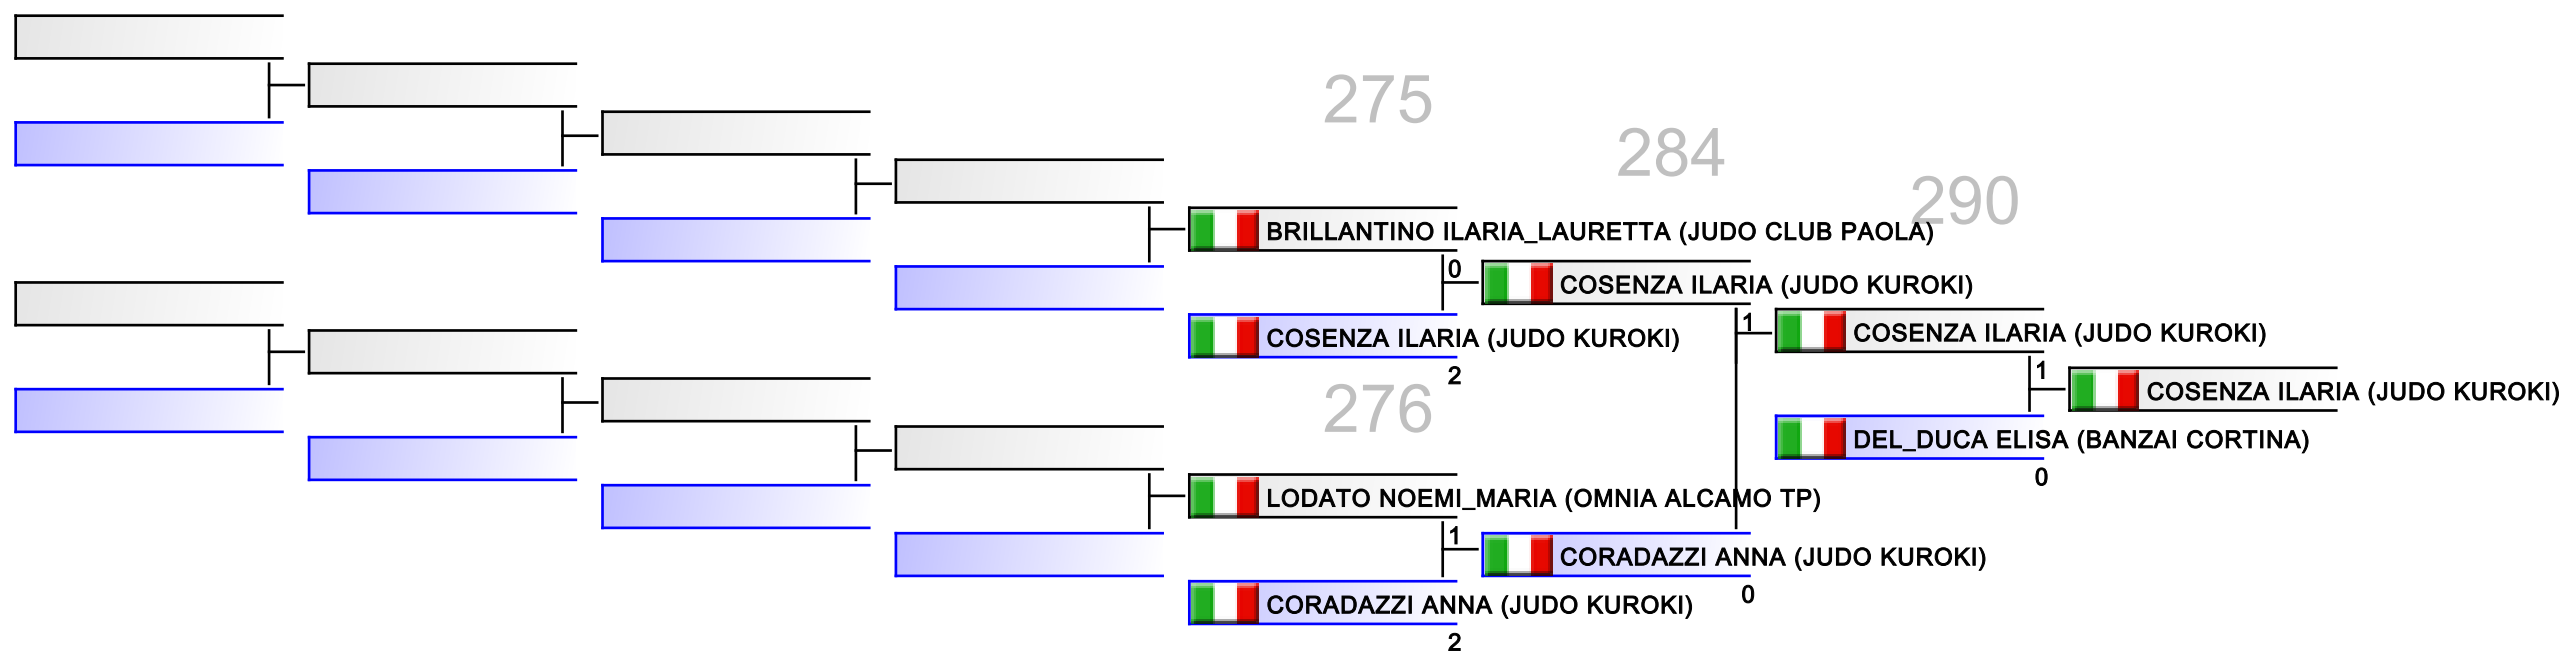 275
284
290
BRILLANTINO ILARIA_LAURETTA (JUDO CLUB PAOLA)
0
COSENZA ILARIA (JUDO KUROKI)
1
COSENZA ILARIA (JUDO KUROKI)
COSENZA ILARIA (JUDO KUROKI)
2
1
COSENZA ILARIA (JUDO KUROKI)
276
DEL_DUCA ELISA (BANZAI CORTINA)
0
LODATO NOEMI_MARIA (OMNIA ALCAMO TP)
1
CORADAZZI ANNA (JUDO KUROKI)
0
CORADAZZI ANNA (JUDO KUROKI)
2